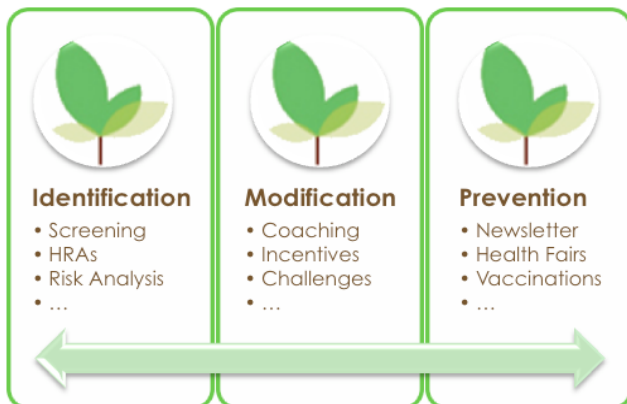 Identification
• Screening
• HRAs
• Risk Analysis
• ...
Modification
• Coaching
• Incentives
• Challenges
• ...
Prevention
• Newsletter
• Health Fairs
• Vaccinations
• ...